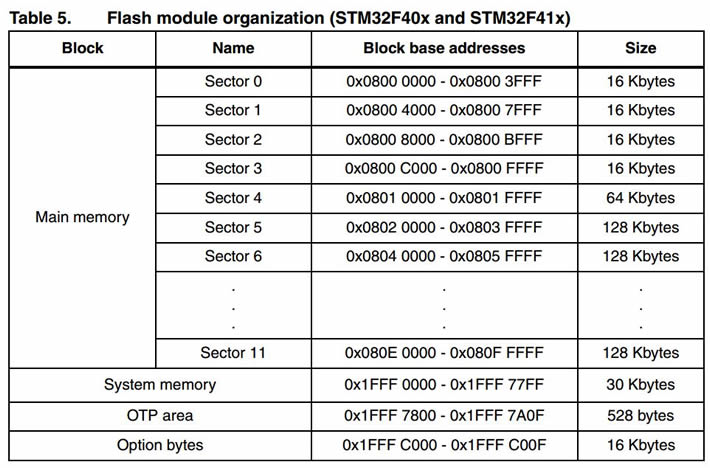 Table 5. Flash module organization (STM32F40x and STM32F41x)
Block Name Block base addresses Size
Main memory
Sector 0 0x0800 0000 - 0x0800 3FFF 16 Kbytes
Sector 1 0x0800 4000 - 0x0800 7FFF 16 Kbytes
Sector 2 0x0800 8000 - 0x0800 BFFF 16 Kbytes
Sector 3 0x0800 C000 - 0x0800 FFFF 16 Kbytes
Sector 4 0x0801 0000 - 0x0801 FFFF 64 Kbytes
Sector 5 0x0802 0000 - 0x0803 FFFF 128 Kbytes
Sector 6 0x0804 0000 - 0x0805 FFFF 128 Kbytes
. . .
. . .
. . .
Sector 11 0x080E 0000 - 0x080F FFFF 128 Kbytes
System memory 0x1FFF 0000 - 0x1FFF 77FF 30 Kbytes
OTP area 0x1FFF 7800 - 0x1FFF 7A0F 528 bytes
Option bytes 0x1FFF C000 - 0x1FFF C00F 16 Kbytes